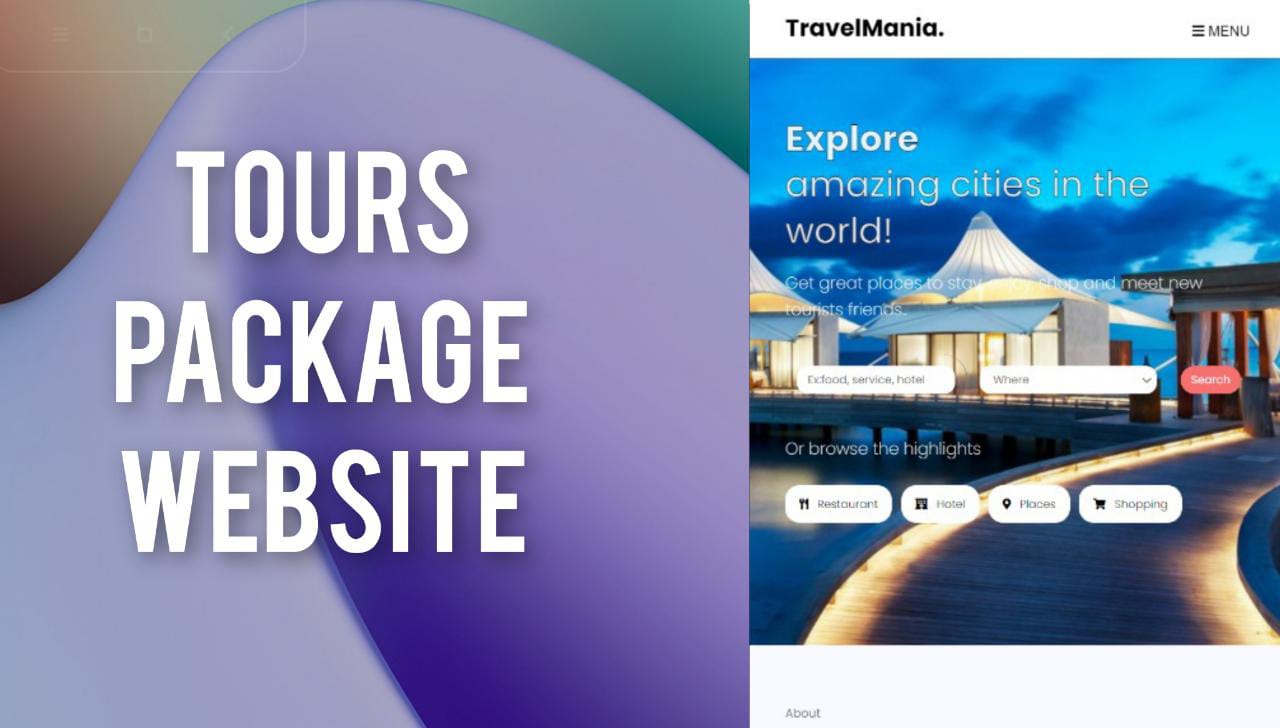 TOURS
PACKAGE
WEBSITE
TravelMania.
MENU
Explore
amazing cities in the
world!
Get great places to stay, enjoy, shop and meet new
tourists friends.
Ex:food, service, hotel
Where
Search
Or browse the highlights
Restaurant
Hotel
Places
Shopping
About